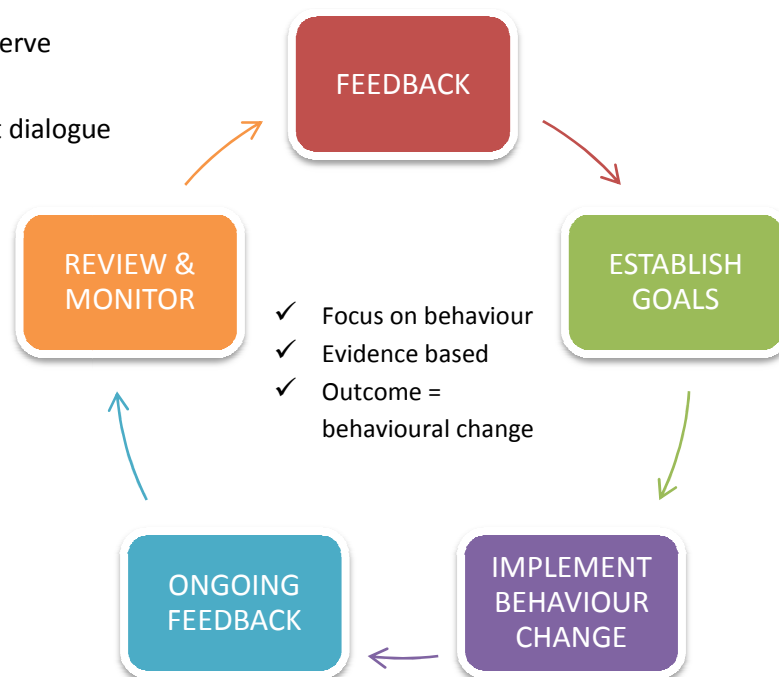 erve
dialogue
FEEDBACK
REVIEW &
MONITOR
ESTABLISH
GOALS
✓ Focus on behaviour
✓ Evidence based
✓ Outcome =
behavioural change
ONGOING
FEEDBACK
IMPLEMENT
BEHAVIOUR
CHANGE